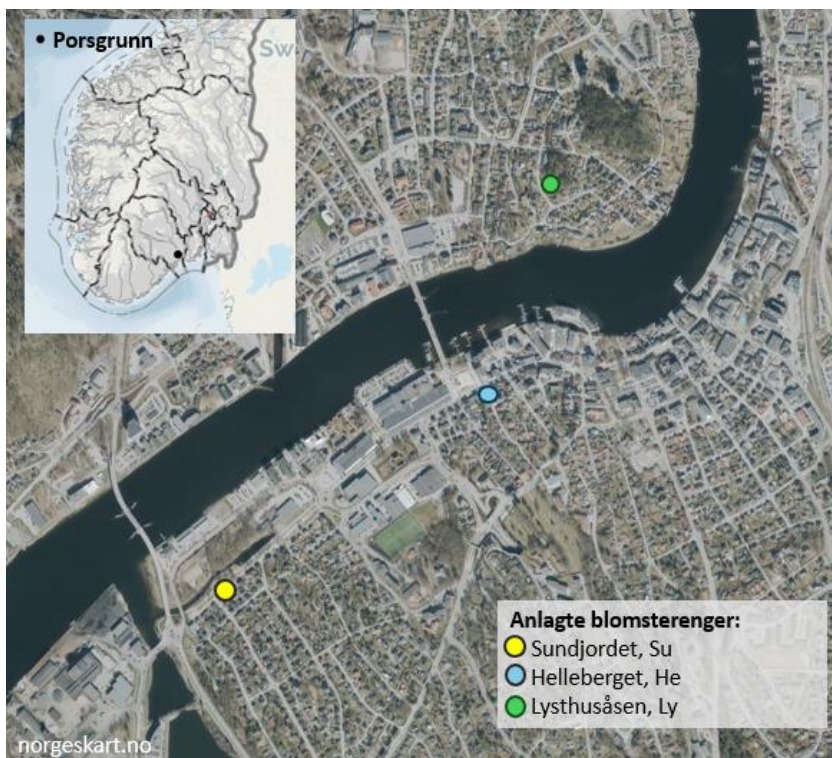 • Porsgrunn
Sw
Anlagte blomsterenger:
Sundjordet, Su
Helleberget, He
Lysthusåsen, Ly
norgeskart.no